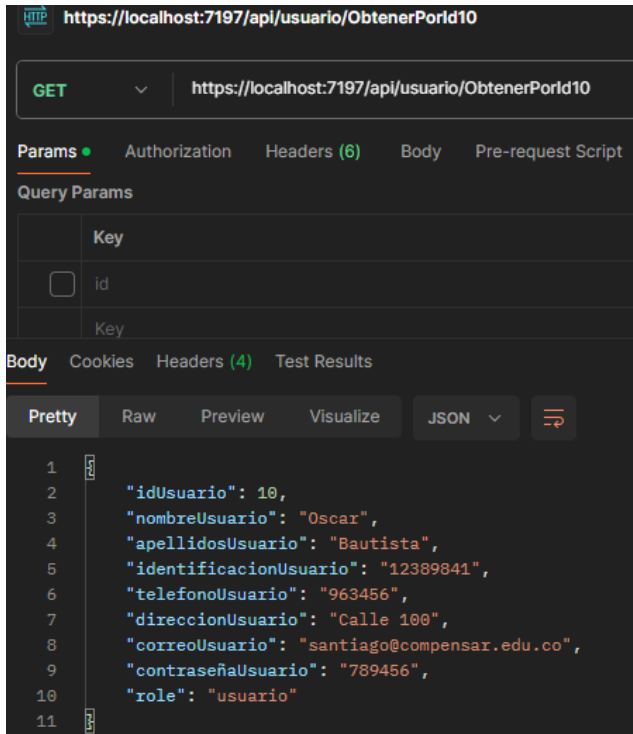 HTTP https://localhost:7197/api/usuario/ObtenerPorId10
GET https://localhost:7197/api/usuario/ObtenerPorId10
Params Authorization Headers (6) Body Pre-request Script
Query Params
Key
id
Key
Body Cookies Headers (4) Test Results
Pretty Raw Preview Visualize JSON
1 {
2 "idUsuario": 10,
3 "nombreUsuario": "Oscar",
4 "apellidosUsuario": "Bautista",
5 "identificacionUsuario": "12389841",
6 "telefonoUsuario": "963456",
7 "direccionUsuario": "Calle 100",
8 "correoUsuario": "santiago@compensar.edu.co",
9 "contraseñaUsuario": "789456",
10 "role": "usuario"
11 }